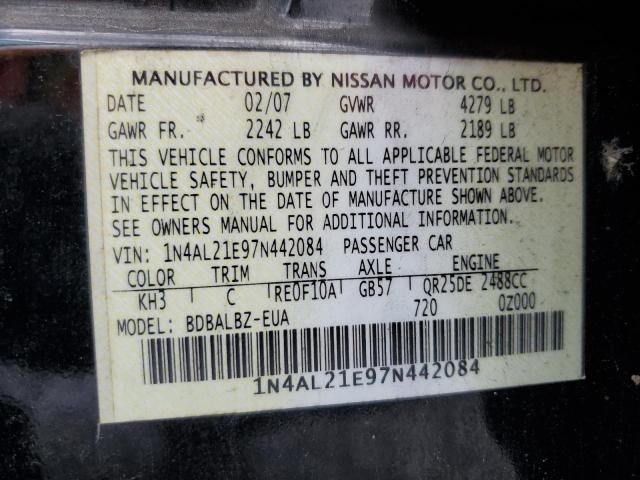 MANUFACTURED BY NISSAN MOTOR CO., LTD.
DATE 02/07 GVWR 4279 LB
GAWR FR. 2242 LB GAWR RR. 2189 LB
THIS VEHICLE CONFORMS TO ALL APPLICABLE FEDERAL MOTOR
VEHICLE SAFETY, BUMPER AND THEFT PREVENTION STANDARDS
IN EFFECT ON THE DATE OF MANUFACTURE SHOWN ABOVE.
SEE OWNERS MANUAL FOR ADDITIONAL INFORMATION.
VIN: 1N4AL21E97N442084 PASSENGER CAR
COLOR TRIM TRANS AXLE ENGINE
KH3 C RE0F10A GB57 QR25DE 2488CC
MODEL: BDBALBZ-EUA 720 0Z000
1N4AL21E97N442084